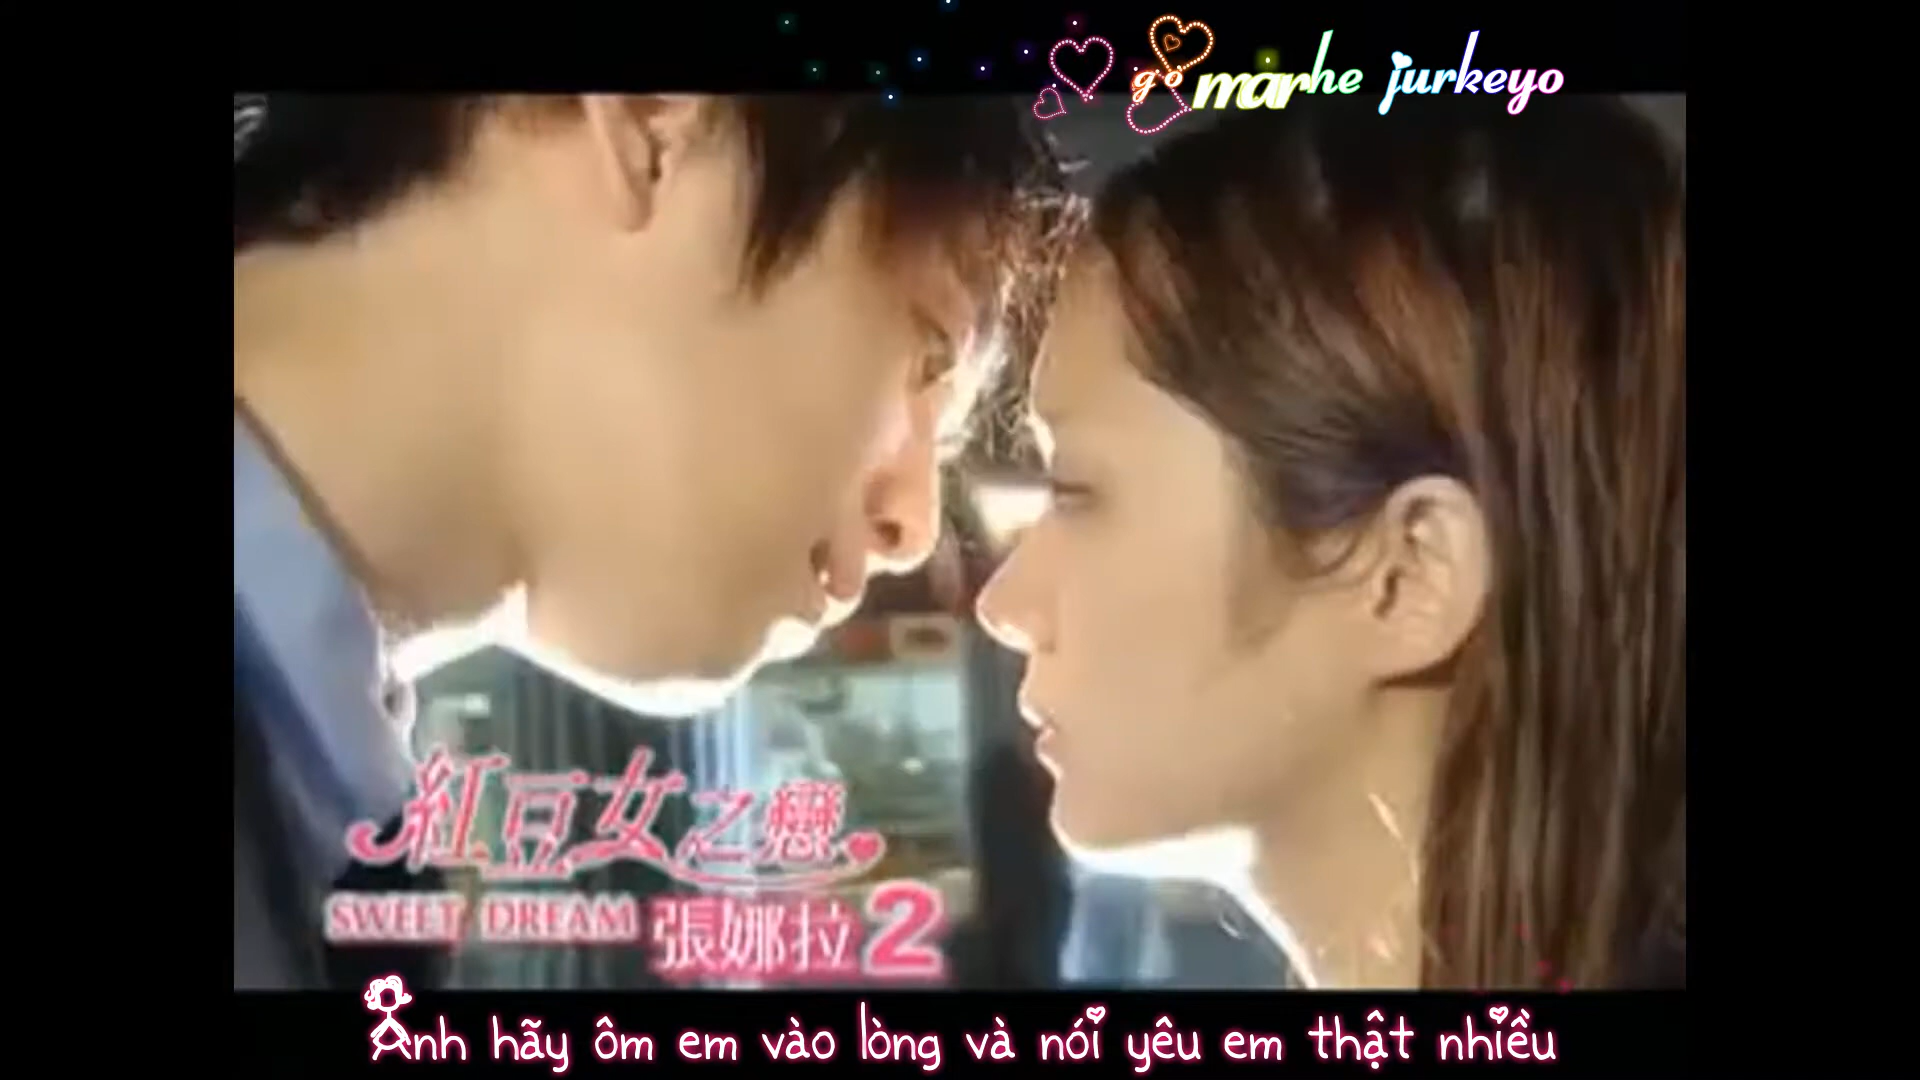 go marhe jurkeyo
紅豆女之戀
SWEET DREAM 張娜拉 2
Anh hãy ôm em vào lòng và nói yêu em thật nhiều